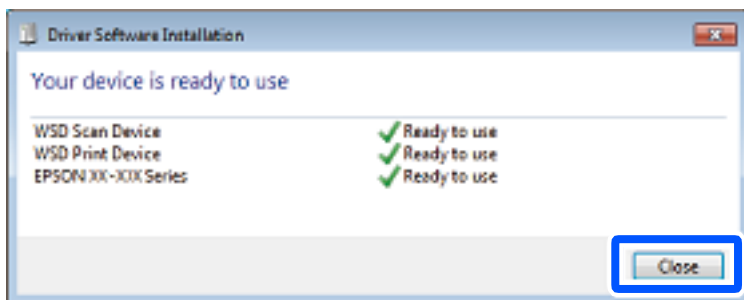 Driver Software Installation
Your device is ready to use
WSD Scan Device Ready to use
WSD Print Device Ready to use
EPSON XX-XXX Series Ready to use
Close